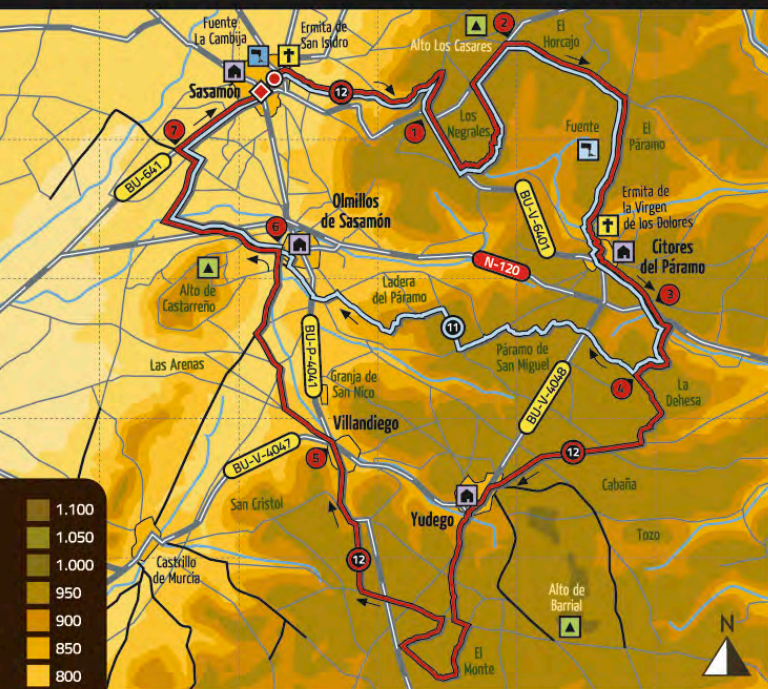 Fuente
La Cambija
Ermita de
San Isidro
Alto Los Casares
2
El
Horcajo
Sasamón
12
1
Los
Negrales
Fuente
El
Páramo
7
BU-641
Olmillos
de Sasamón
BU-V-6401
Ermita de
la Virgen
de los Dolores
6
N-120
Citores
del Páramo
Alto de
Castarreño
Ladera
del Páramo
3
11
BU-P-4041
Las Arenas
Páramo de
San Miguel
Granja de
San Nico
BU-V-4048
4
La
Dehesa
Villandiego
BU-V-4047
5
12
Cabaña
San Cristol
Yudego
Tozo
Castrillo
de Murcia
12
Alto de
Barrial
El
Monte
N
1.100
1.050
1.000
950
900
850
800